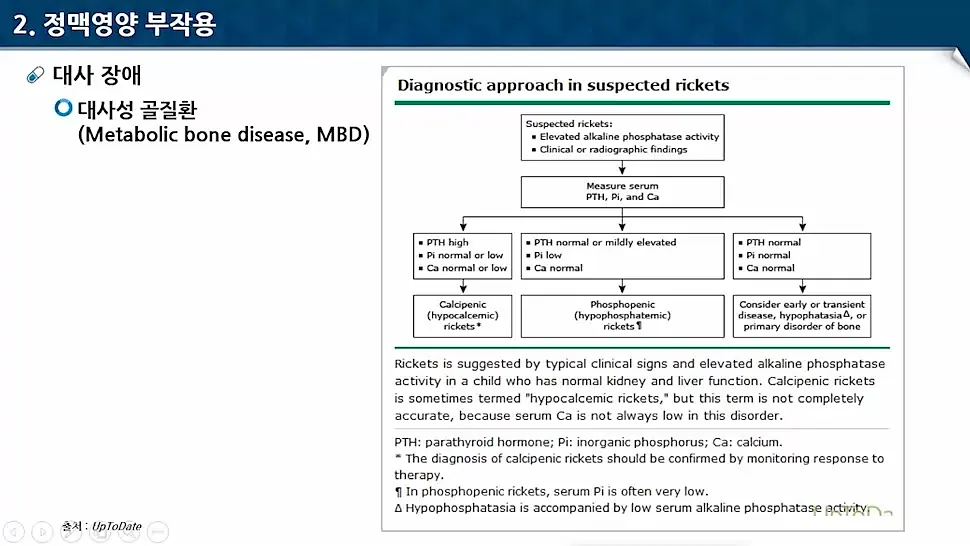 2. 정맥영양 부작용
대사 장애
대사성 골질환
(Metabolic bone disease, MBD)
Diagnostic approach in suspected rickets
Suspected rickets:
▪ Elevated alkaline phosphatase activity
▪ Clinical or radiographic findings
Measure serum
PTH, Pi, and Ca
▪ PTH high
▪ Pi normal or low
▪ Ca normal or low
▪ PTH normal or mildly elevated
▪ Pi low
▪ Ca normal
▪ PTH normal
▪ Pi normal
▪ Ca normal
Calcipenic
(hypocalcemic)
rickets*
Phosphopenic
(hypophosphatemic)
rickets¶
Consider early or transient
disease, hypophatasiaΔ, or
primary disorder of bone
Rickets is suggested by typical clinical signs and elevated alkaline phosphatase
activity in a child who has normal kidney and liver function. Calcipenic rickets
is sometimes termed "hypocalcemic rickets," but this term is not completely
accurate, because serum Ca is not always low in this disorder.
PTH: parathyroid hormone; Pi: inorganic phosphorus; Ca: calcium.
* The diagnosis of calcipenic rickets should be confirmed by monitoring response to
therapy.
¶ In phosphopenic rickets, serum Pi is often very low.
Δ Hypophosphatasia is accompanied by low serum alkaline phosphatase activity.
출처 : UpToDate